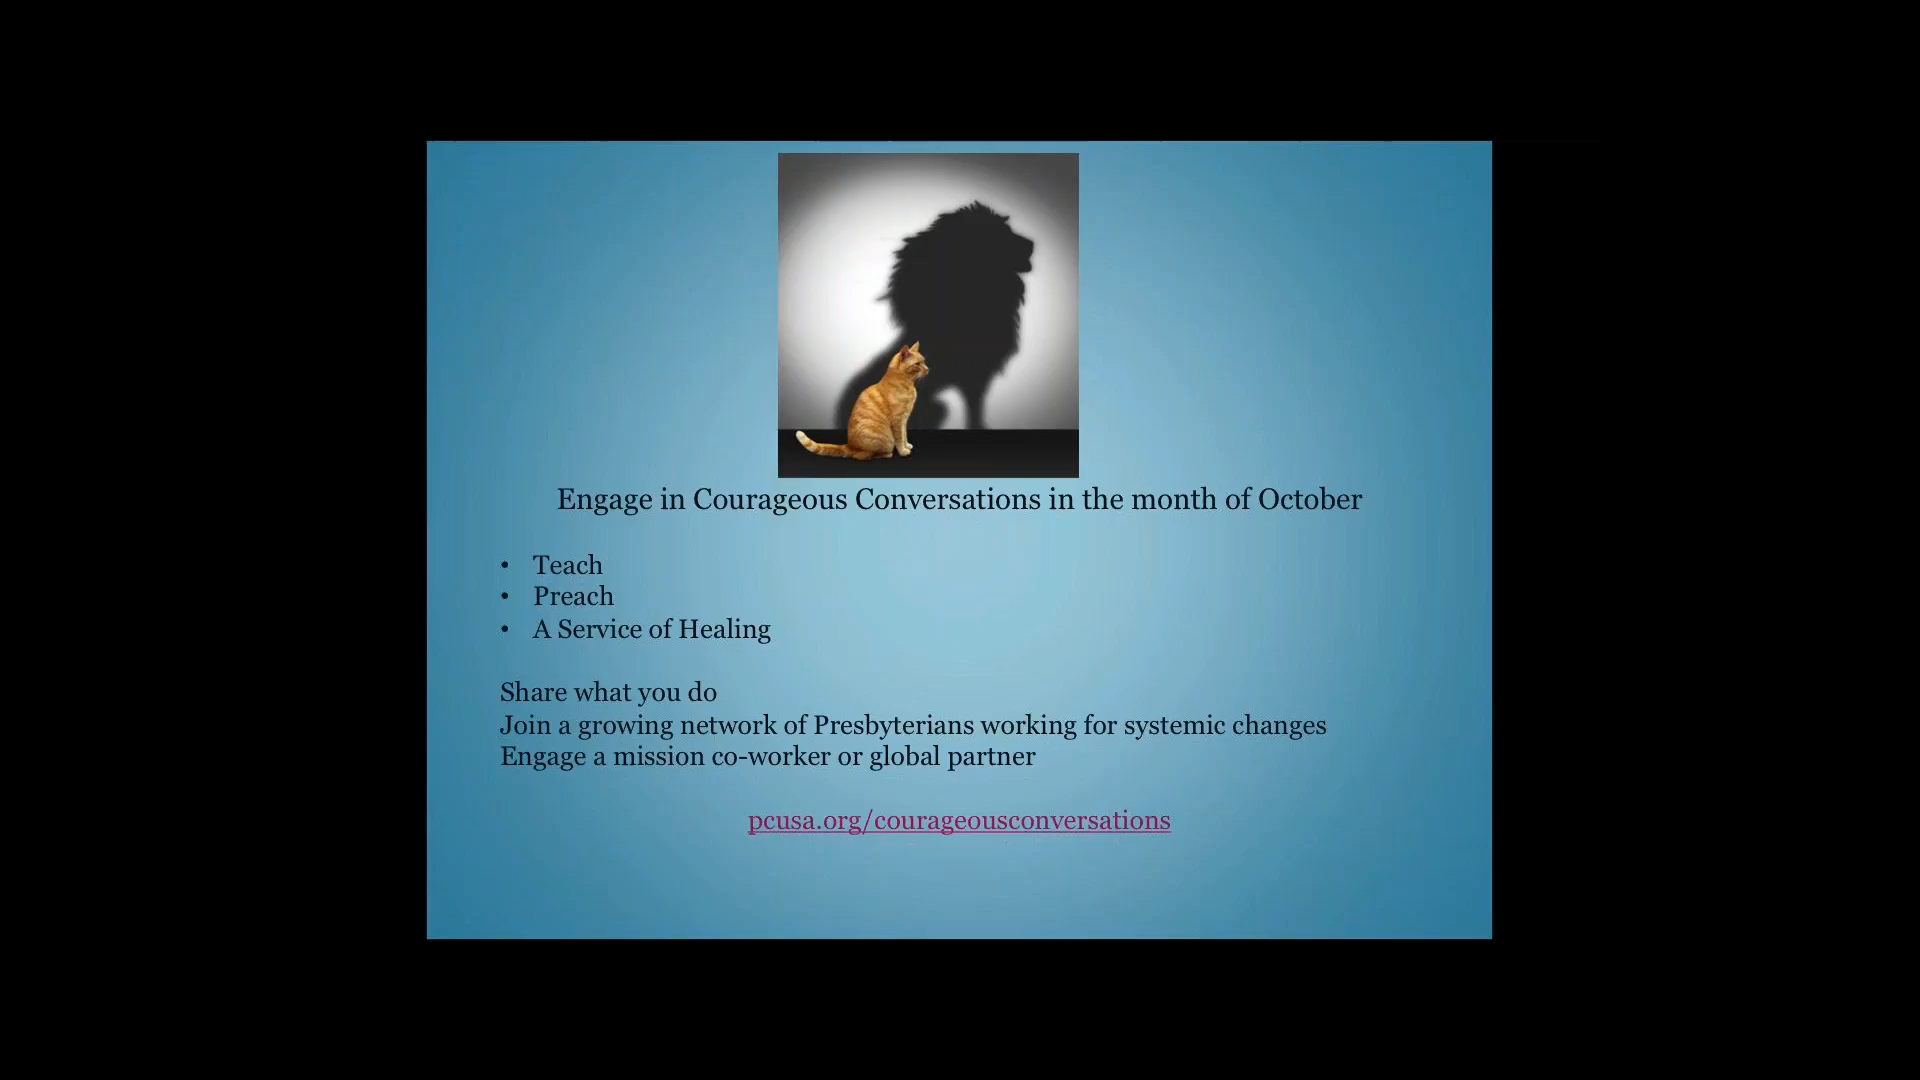 Engage in Courageous Conversations in the month of October
• Teach
• Preach
• A Service of Healing
Share what you do
Join a growing network of Presbyterians working for systemic changes
Engage a mission co-worker or global partner
pcusa.org/courageousconversations